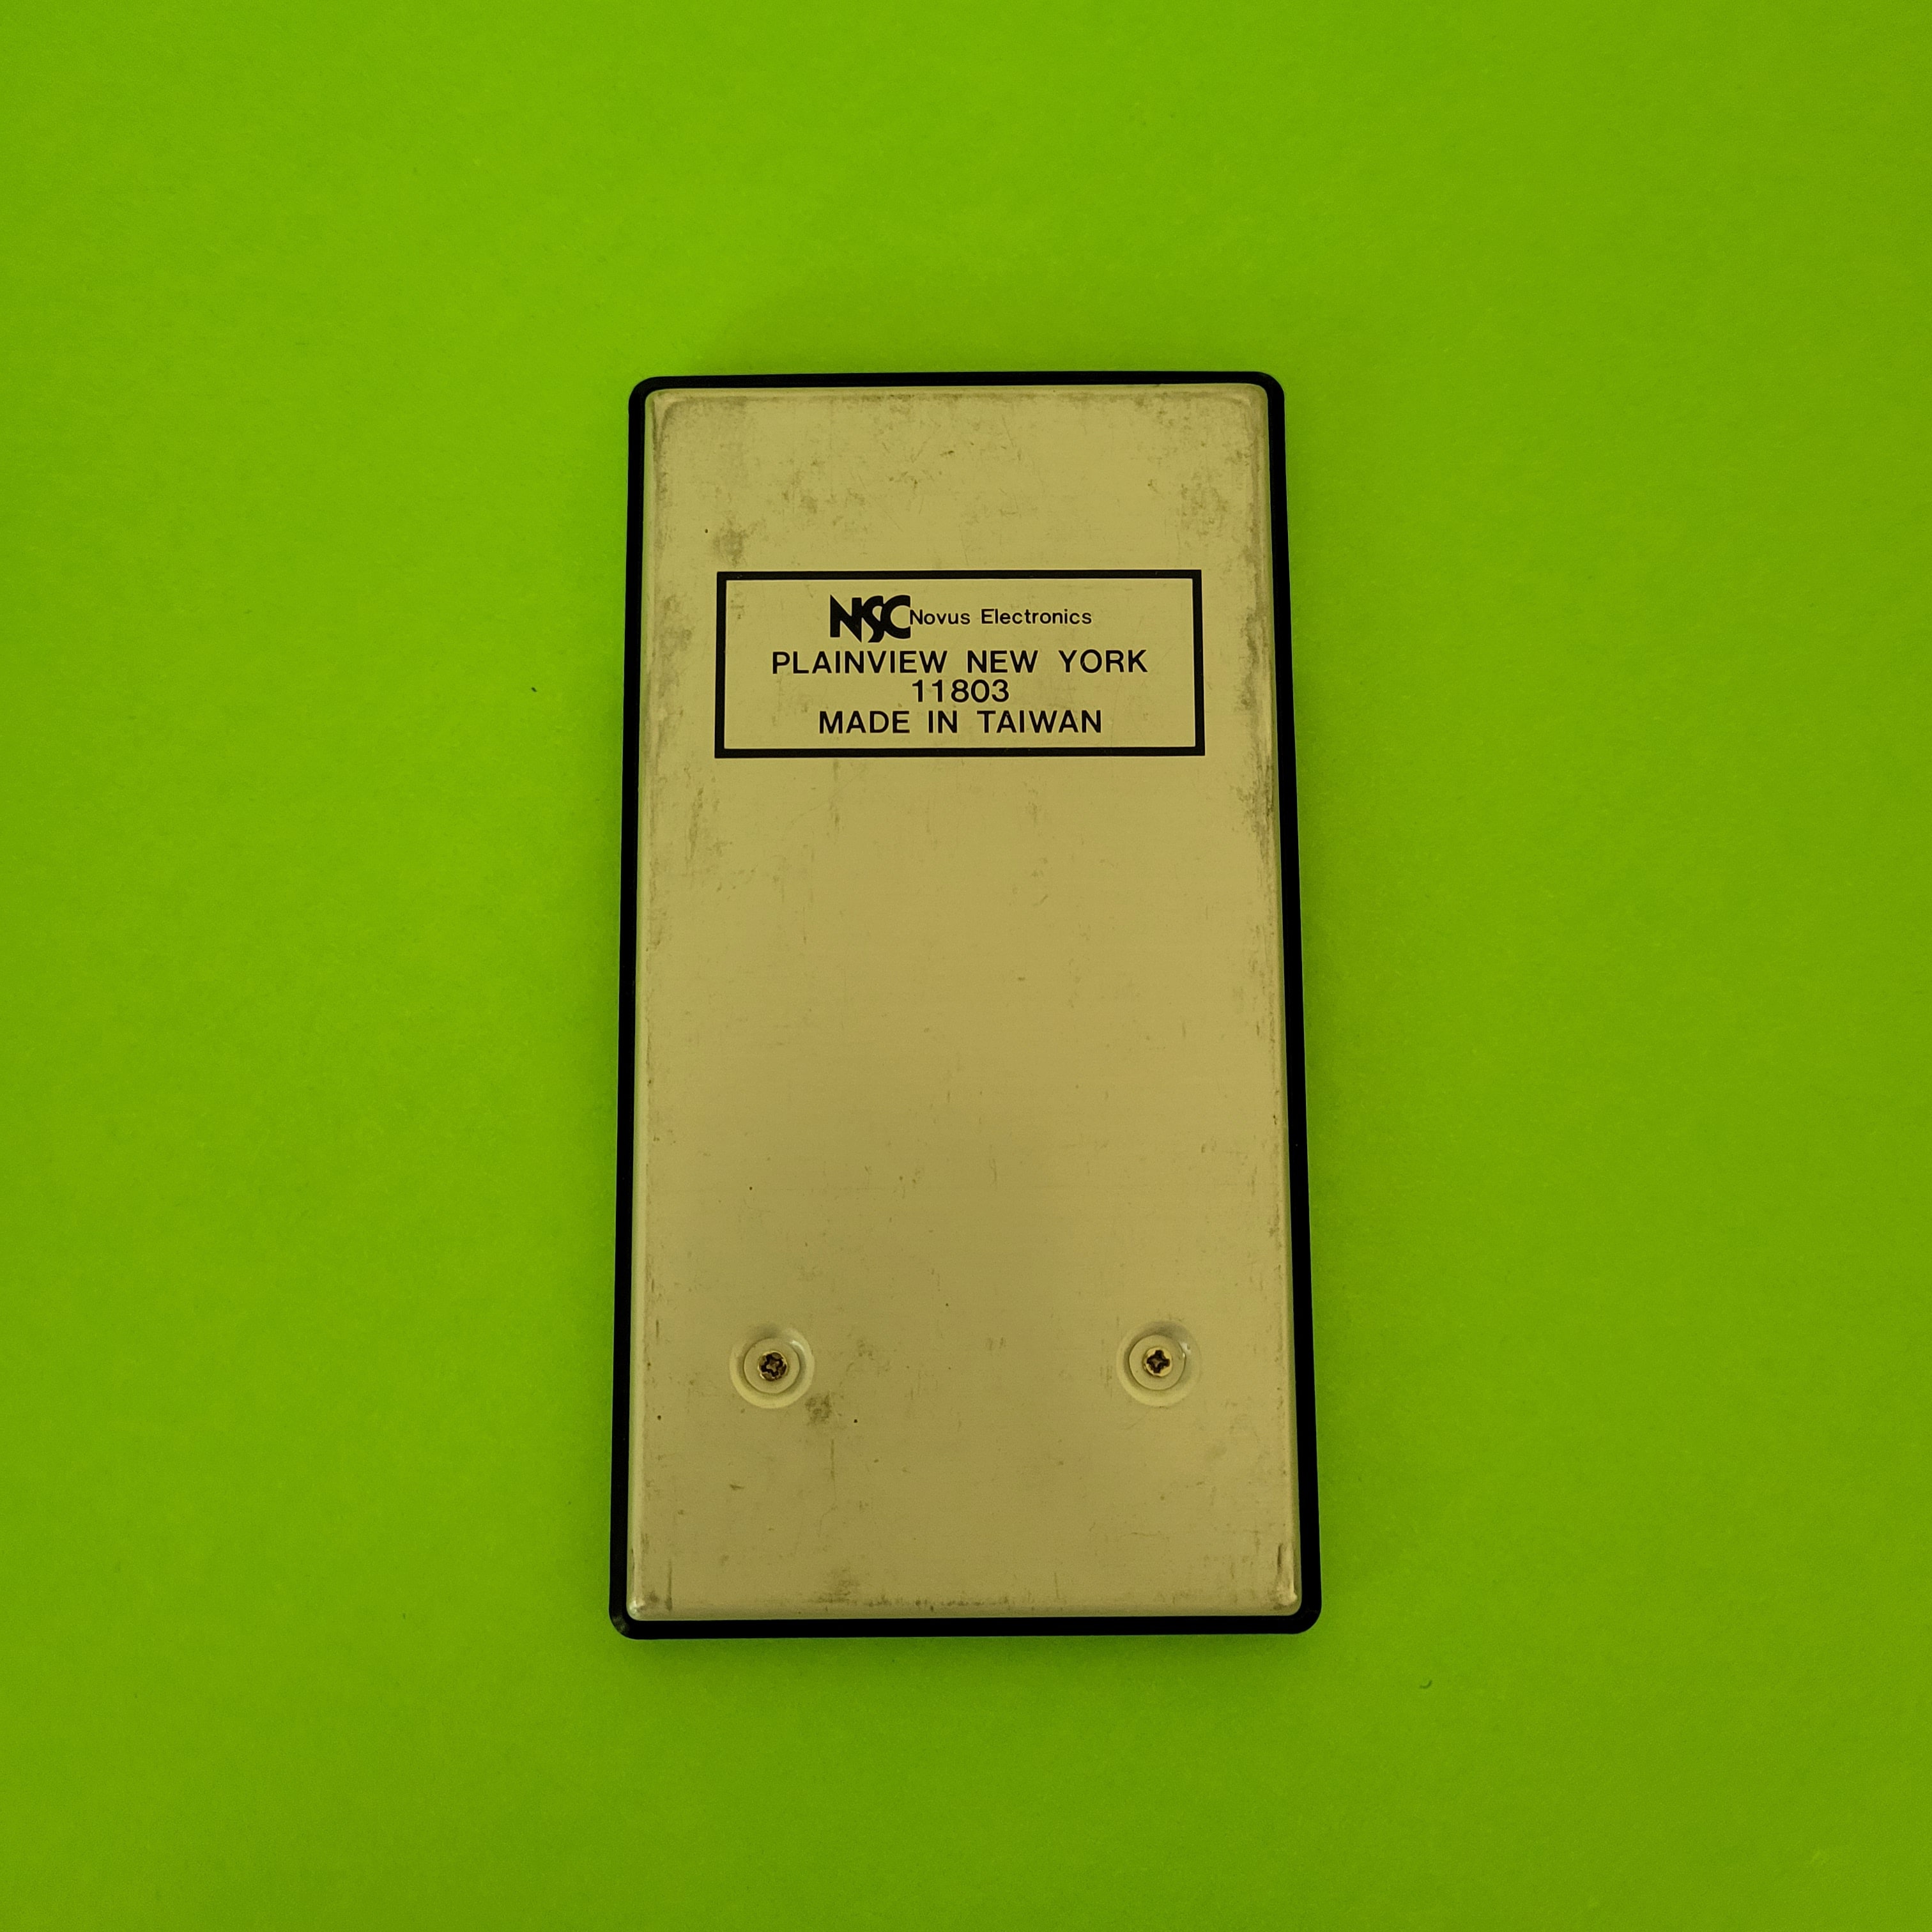 NSC Novus Electronics
PLAINVIEW NEW YORK
11803
MADE IN TAIWAN